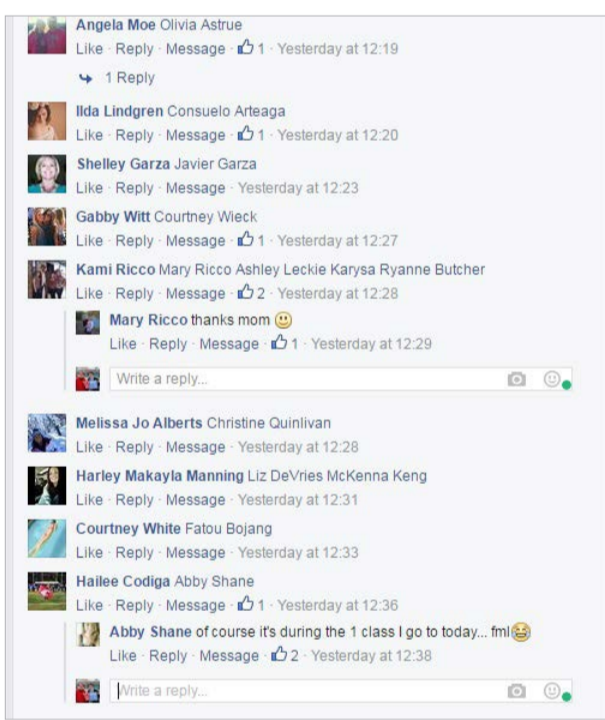 Angela Moe Olivia Astrue
Like · Reply · Message · 1 · Yesterday at 12:19
1 Reply
Ilda Lindgren Consuelo Arteaga
Like · Reply · Message · 1 · Yesterday at 12:20
Shelley Garza Javier Garza
Like · Reply · Message · Yesterday at 12:23
Gabby Witt Courtney Wieck
Like · Reply · Message · 1 · Yesterday at 12:27
Kami Ricco Mary Ricco Ashley Leckie Karysa Ryanne Butcher
Like · Reply · Message · 2 · Yesterday at 12:28
Mary Ricco thanks mom 🙂
Like · Reply · Message · 1 · Yesterday at 12:29
Write a reply...
Melissa Jo Alberts Christine Quinlivan
Like · Reply · Message · Yesterday at 12:28
Harley Makayla Manning Liz DeVries McKenna Keng
Like · Reply · Message · Yesterday at 12:31
Courtney White Fatou Bojang
Like · Reply · Message · Yesterday at 12:33
Hailee Codiga Abby Shane
Like · Reply · Message · 1 · Yesterday at 12:36
Abby Shane of course it's during the 1 class I go to today... fml😂
Like · Reply · Message · 2 · Yesterday at 12:38
Write a reply...